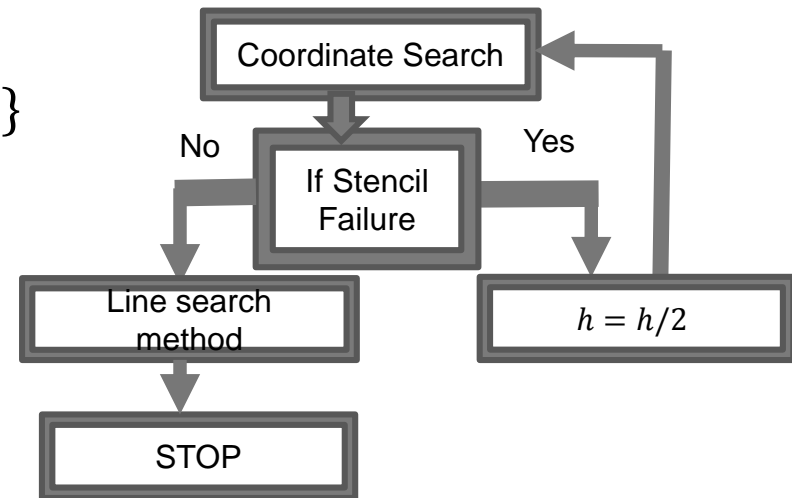 Coordinate Search
}
No
Yes
If Stencil
Failure
Line search
method
ℎ = ℎ/2
STOP